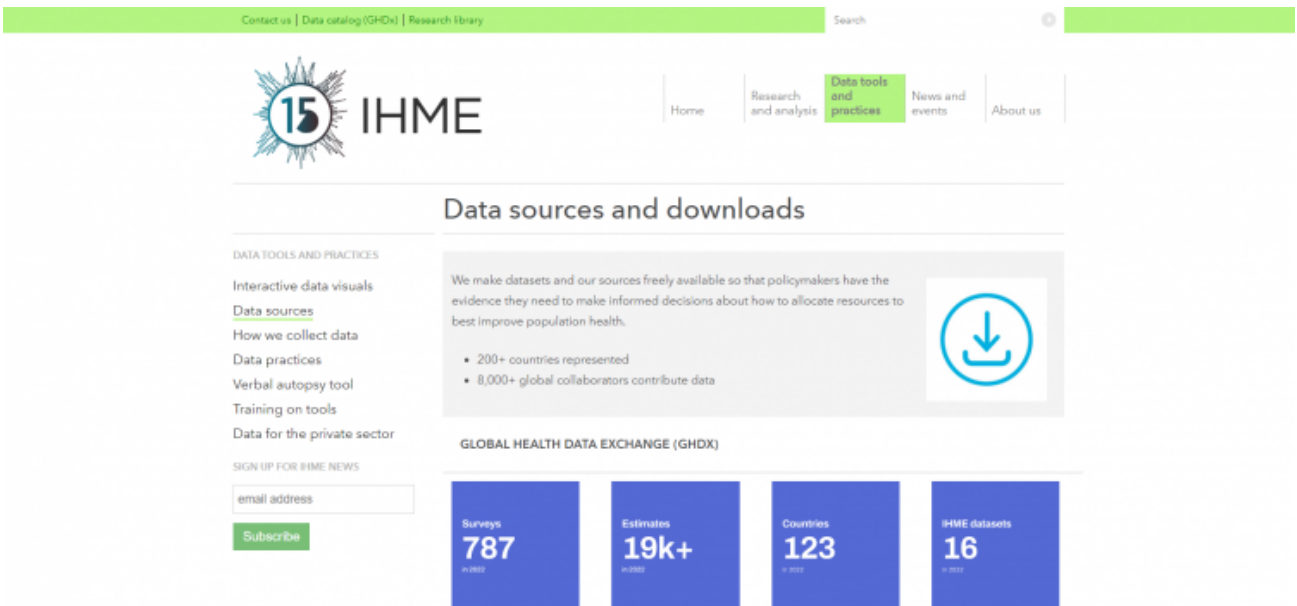 Contact us | Data catalog (GHDx) | Research library
Search
15 IHME
Home
Research and analysis
Data tools and practices
News and events
About us
Data sources and downloads
DATA TOOLS AND PRACTICES
Interactive data visuals
Data sources
How we collect data
Data practices
Verbal autopsy tool
Training on tools
Data for the private sector
SIGN UP FOR IHME NEWS
email address
Subscribe
We make datasets and our sources freely available so that policymakers have the
evidence they need to make informed decisions about how to allocate resources to
best improve population health.
• 200+ countries represented
• 8,000+ global collaborators contribute data
GLOBAL HEALTH DATA EXCHANGE (GHDX)
Surveys
787
in 2022
Estimates
19k+
in 2022
Countries
123
in 2022
IHME datasets
16
in 2022